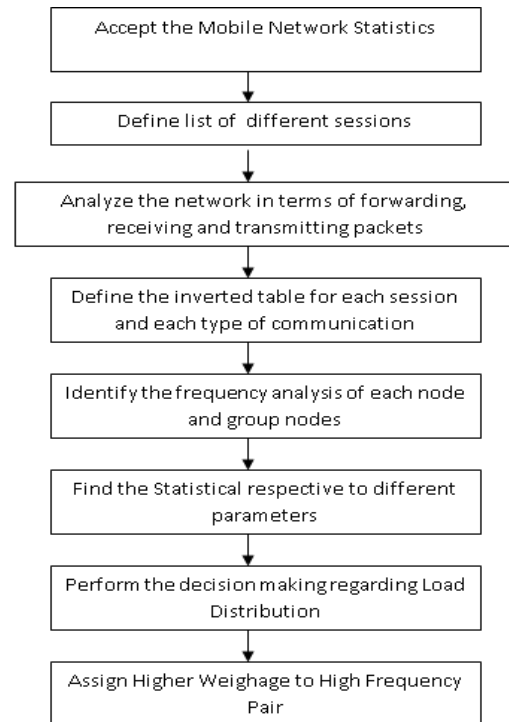 Accept the Mobile Network Statistics
Define list of different sessions
Analyze the network in terms of forwarding,
receiving and transmitting packets
Define the inverted table for each session
and each type of communication
Identify the frequency analysis of each node
and group nodes
Find the Statistical respective to different
parameters
Perform the decision making regarding Load
Distribution
Assign Higher Weighage to High Frequency
Pair